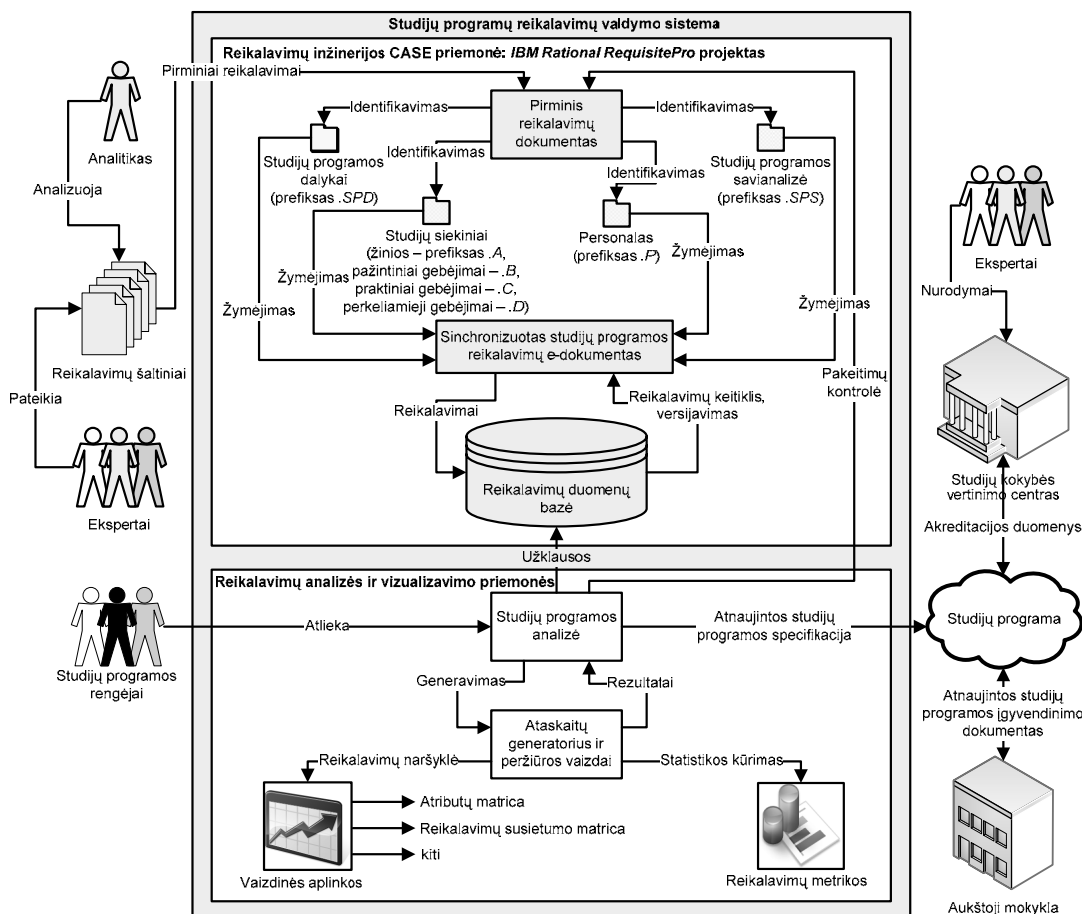 Studijų programų reikalavimų valdymo sistema
Reikalavimų inžinerijos CASE priemonė: IBM Rational RequisitePro projektas
Pirminiai reikalavimai
Analitikas
Analizuoja
Reikalavimų šaltiniai
Pateikia
Ekspertai
Identifikavimas
Pirminis
reikalavimų
dokumentas
Identifikavimas
Studijų programos
dalykai
(prefiksas .SPD)
Identifikavimas
Identifikavimas
Studijų programos
savianalizė
(prefiksas .SPS)
Studijų siekiniai
(žinios – prefiksas .A,
pažintiniai gebėjimai – .B,
praktiniai gebėjimai – .C,
perkeliamieji gebėjimai – .D)
Personalas
(prefiksas .P)
Žymėjimas
Žymėjimas
Žymėjimas
Žymėjimas
Sinchronizuotas studijų programos
reikalavimų e-dokumentas
Reikalavimai
Reikalavimų keitiklis,
versijavimas
Pakeitimų
kontrolė
Reikalavimų duomenų
bazė
Užklausos
Ekspertai
Nurodymai
Studijų kokybės
vertinimo centras
Akreditacijos duomenys
Studijų programa
Atnaujintos studijų
programos įgyvendinimo
dokumentas
Aukštoji mokykla
Reikalavimų analizės ir vizualizavimo priemonės
Studijų programos
rengėjai
Atlieka
Studijų programos
analizė
Atnaujintos studijų
programos specifikacija
Generavimas
Rezultatai
Ataskaitų
generatorius ir
peržiūros vaizdai
Reikalavimų naršyklė
Statistikos kūrimas
Atributų matrica
Reikalavimų susietumo matrica
kiti
Vaizdinės aplinkos
Reikalavimų metrikos